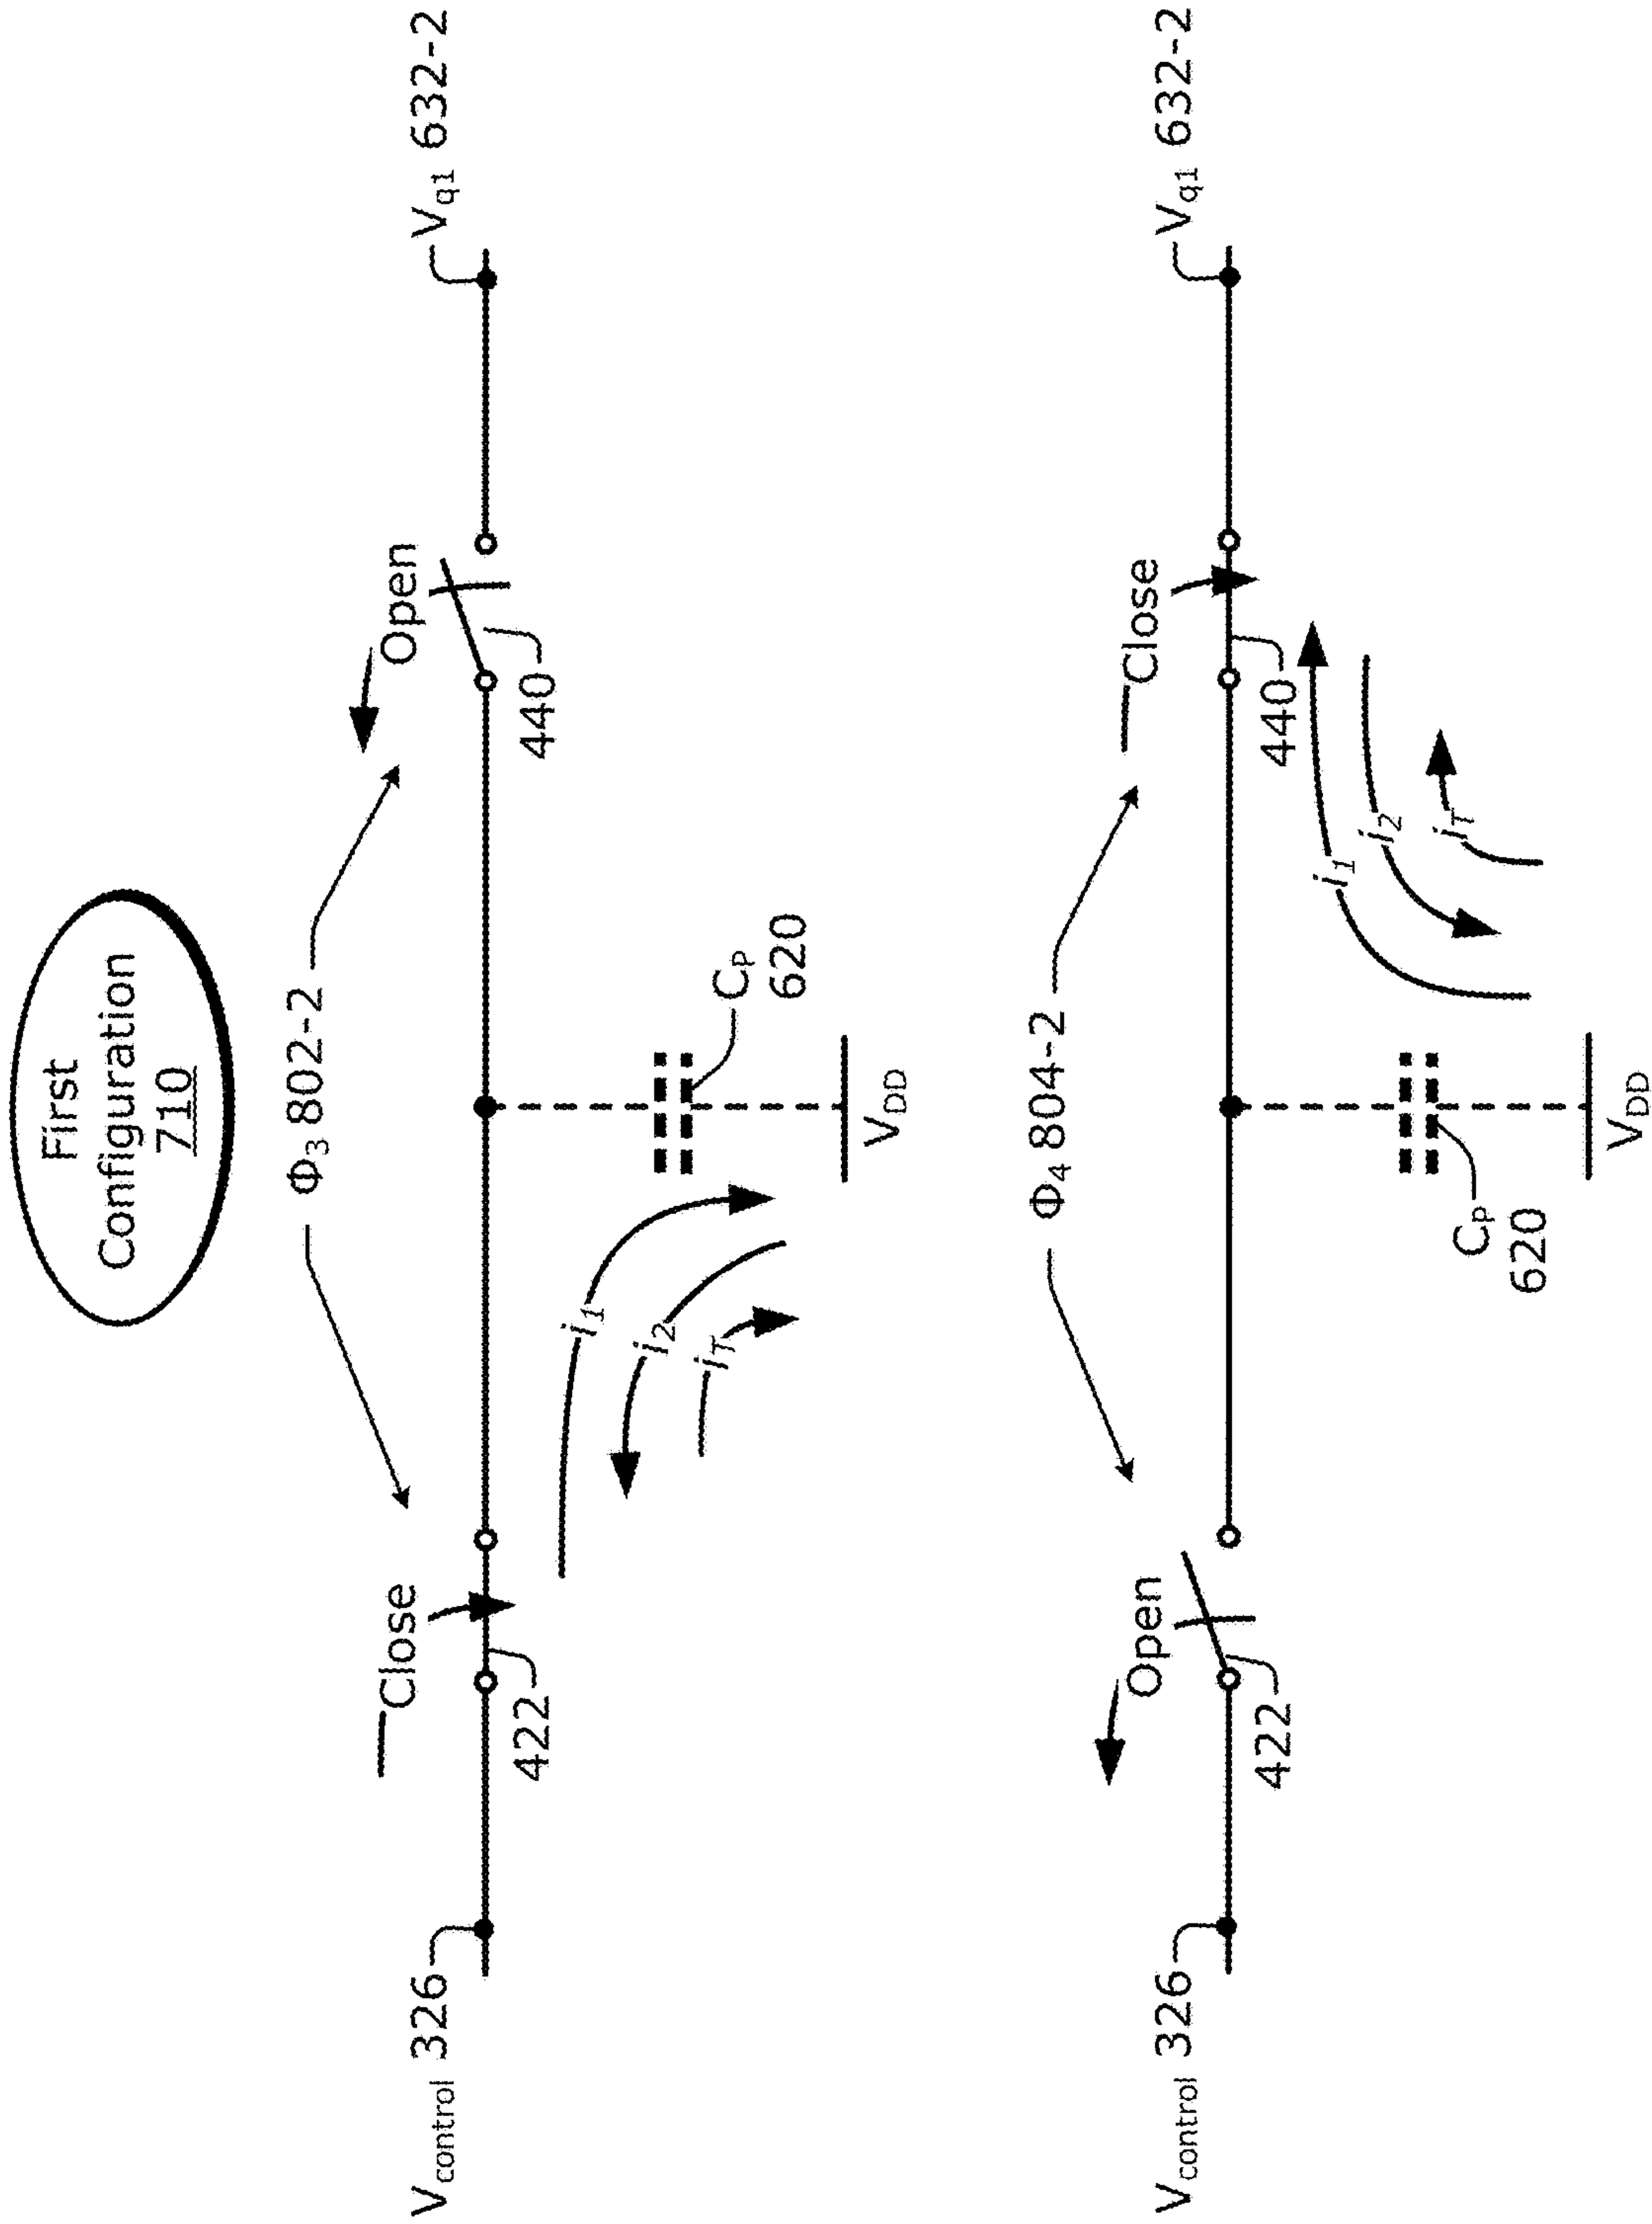 First
Configuration
710
Φ3 802-2
Close
Open
Vcontrol 326
Vq1 632-2
422
440
i1
i2
iT
Cp
620
VDD
Φ4 804-2
Open
Close
Vcontrol 326
Vq1 632-2
422
440
i1
i2
iT
Cp
620
VDD